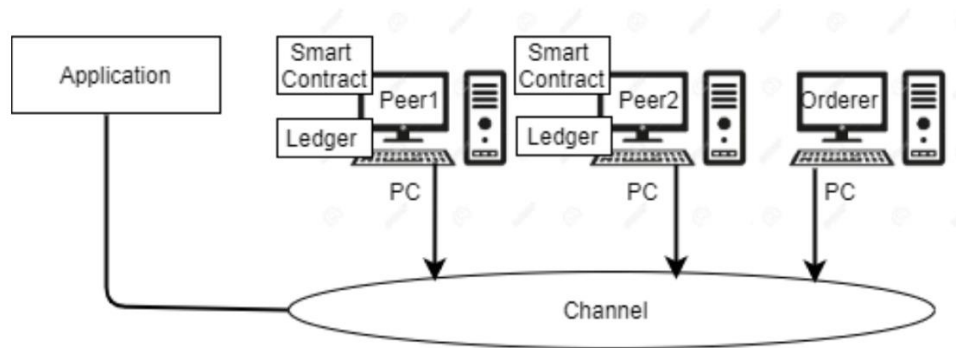 Application
Smart
Contract
Peer1
Ledger
PC
Smart
Contract
Peer2
Ledger
PC
Orderer
PC
Channel